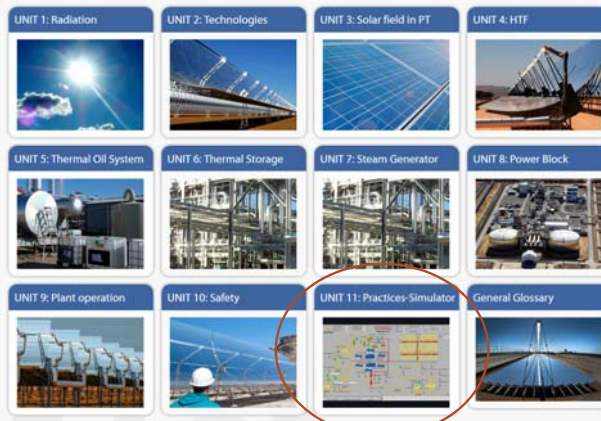 UNIT 1: Radiation
UNIT 2: Technologies
UNIT 3: Solar field in PT
UNIT 4: HTF
UNIT 5: Thermal Oil System
UNIT 6: Thermal Storage
UNIT 7: Steam Generator
UNIT 8: Power Block
UNIT 9: Plant operation
UNIT 10: Safety
UNIT 11: Practices-Simulator
General Glossary